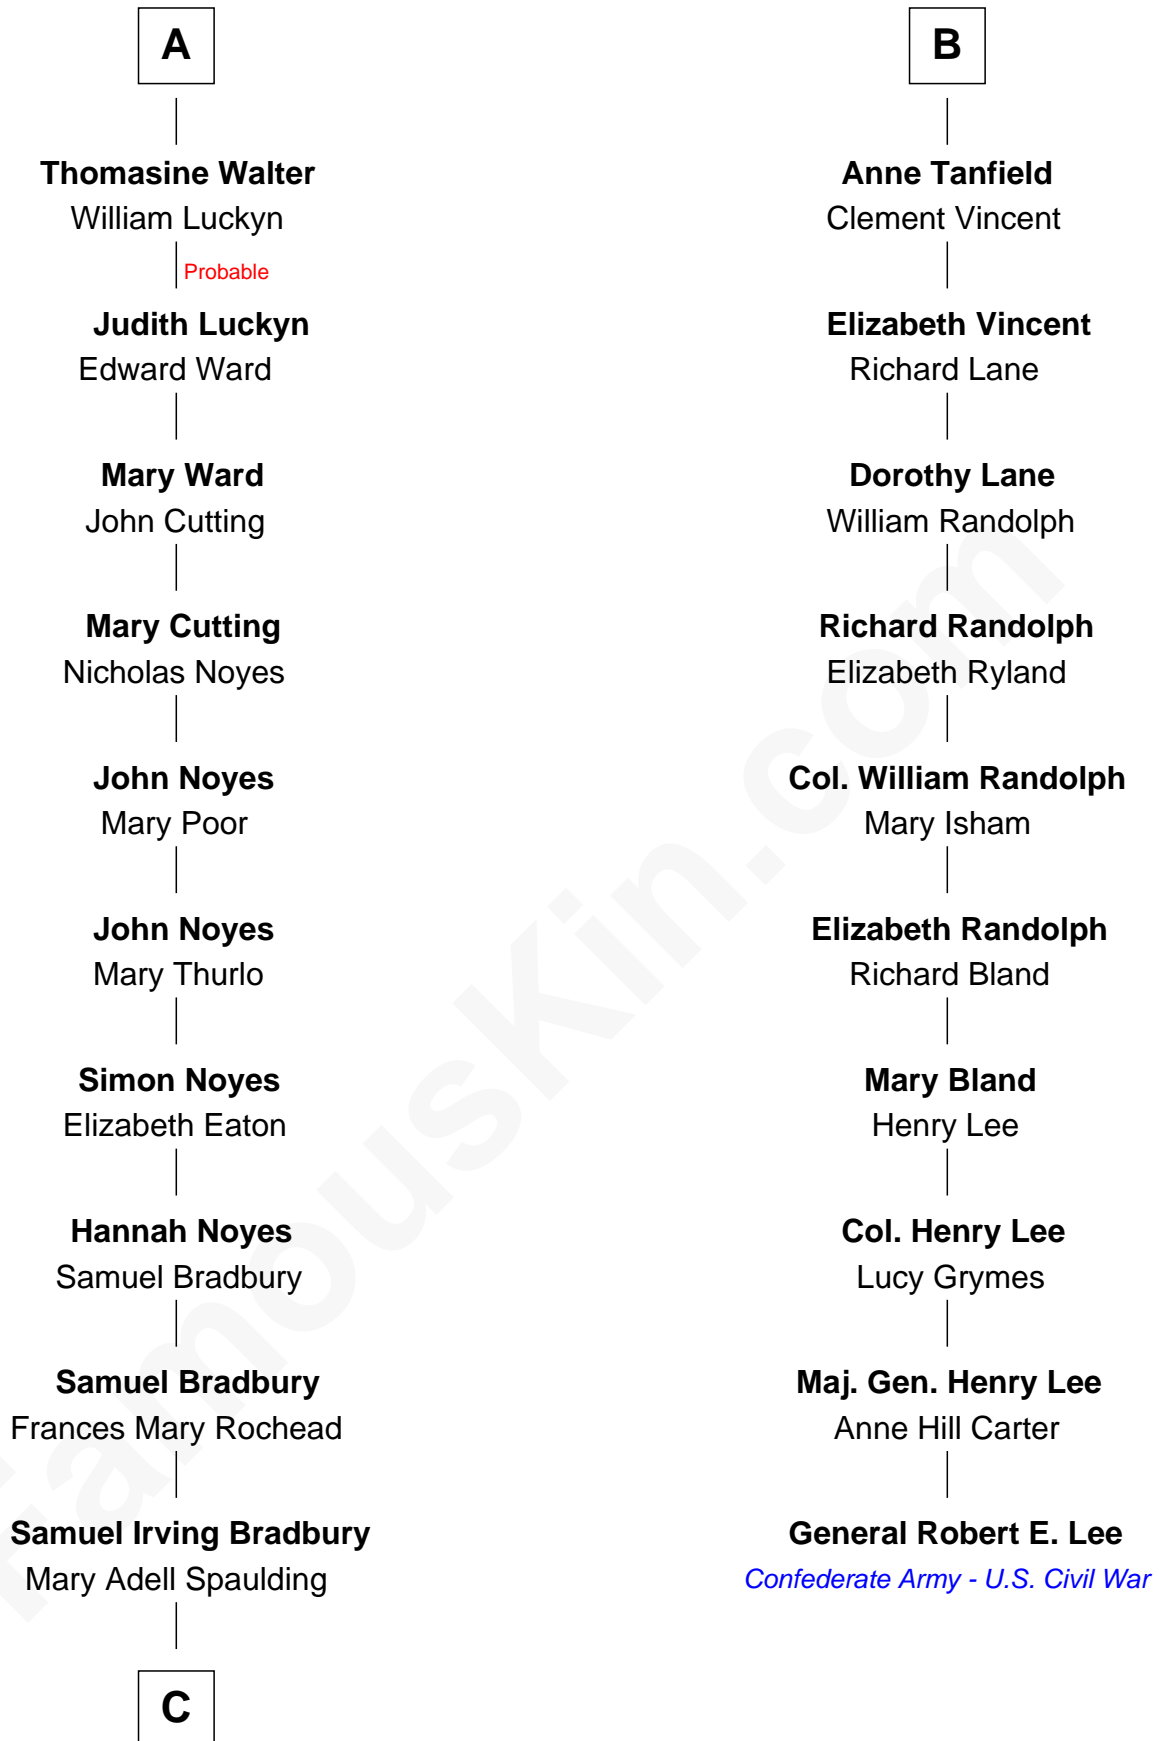 A
Thomasine Walter
William Luckyn
Probable
Judith Luckyn
Edward Ward
Mary Ward
John Cutting
Mary Cutting
Nicholas Noyes
John Noyes
Mary Poor
John Noyes
Mary Thurlo
Simon Noyes
Elizabeth Eaton
Hannah Noyes
Samuel Bradbury
Samuel Bradbury
Frances Mary Rochead
Samuel Irving Bradbury
Mary Adell Spaulding
C
B
Anne Tanfield
Clement Vincent
Elizabeth Vincent
Richard Lane
Dorothy Lane
William Randolph
Richard Randolph
Elizabeth Ryland
Col. William Randolph
Mary Isham
Elizabeth Randolph
Richard Bland
Mary Bland
Henry Lee
Col. Henry Lee
Lucy Grymes
Maj. Gen. Henry Lee
Anne Hill Carter
General Robert E. Lee
Confederate Army - U.S. Civil War
FamousKin.com